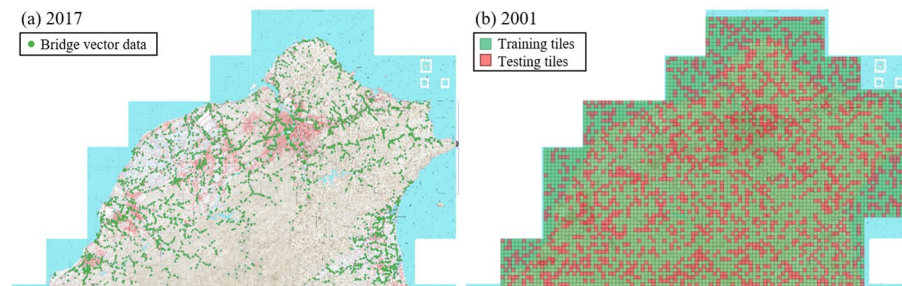 (a) 2017
Bridge vector data
(b) 2001
Training tiles
Testing tiles